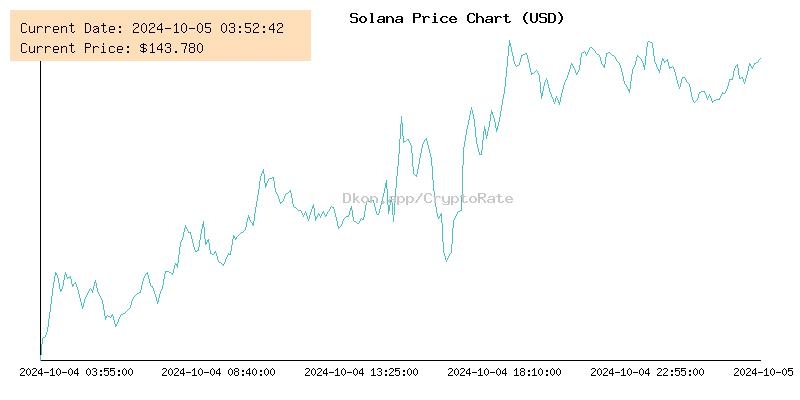 Solana Price Chart (USD)
Current Date: 2024-10-05 03:52:42
Current Price: $143.780
Dkon.app/CryptoRate
2024-10-04 03:55:00
2024-10-04 08:40:00
2024-10-04 13:25:00
2024-10-04 18:10:00
2024-10-04 22:55:00
2024-10-05